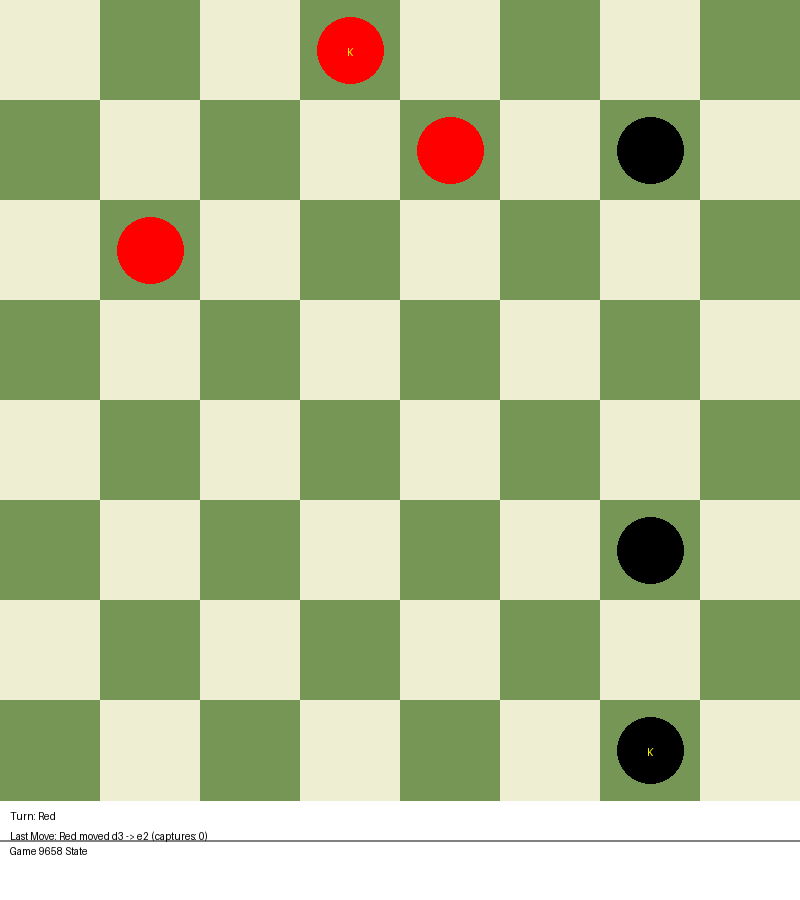 K
K
Turn: Red
Last Move: Red moved d3 -> e2 (captures: 0)
Game 9658 State